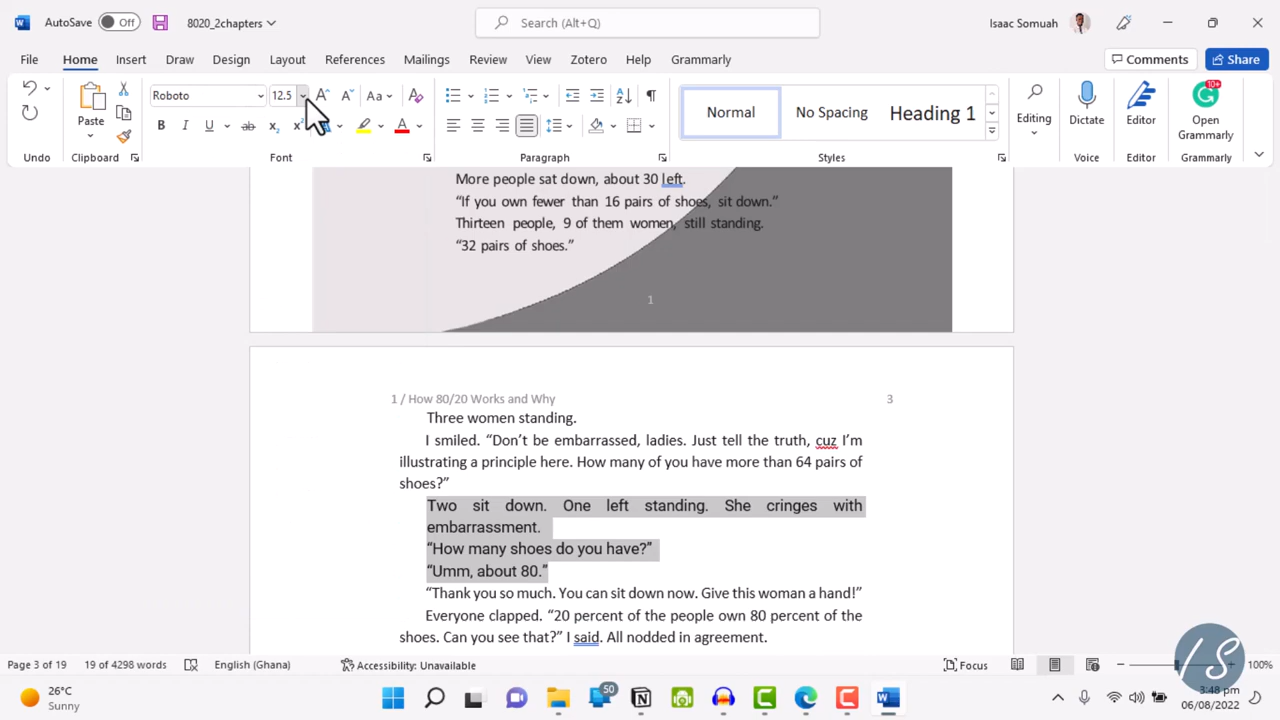 AutoSave Off 8020_2chapters Search (Alt+Q) Isaac Somuah
File Home Insert Draw Design Layout References Mailings Review View Zotero Help Grammarly Comments Share
Roboto 12.5 Aa
Paste B I U ab x₂ x A Normal No Spacing Heading 1 Editing Dictate Editor Open Grammarly
Undo Clipboard Font Paragraph Styles Voice Editor Grammarly
More people sat down, about 30 left.
“If you own fewer than 16 pairs of shoes, sit down.”
Thirteen people, 9 of them women, still standing.
“32 pairs of shoes.”
1
1 / How 80/20 Works and Why 3
Three women standing.
I smiled. “Don’t be embarrassed, ladies. Just tell the truth, cuz I’m
illustrating a principle here. How many of you have more than 64 pairs of
shoes?”
Two sit down. One left standing. She cringes with
embarrassment.
“How many shoes do you have?”
“Umm, about 80.”
“Thank you so much. You can sit down now. Give this woman a hand!”
Everyone clapped. “20 percent of the people own 80 percent of the
shoes. Can you see that?” I said. All nodded in agreement.
Page 3 of 19 19 of 4298 words English (Ghana) Accessibility: Unavailable Focus 100%
26°C
Sunny
50
3:48 pm
06/08/2022
IS